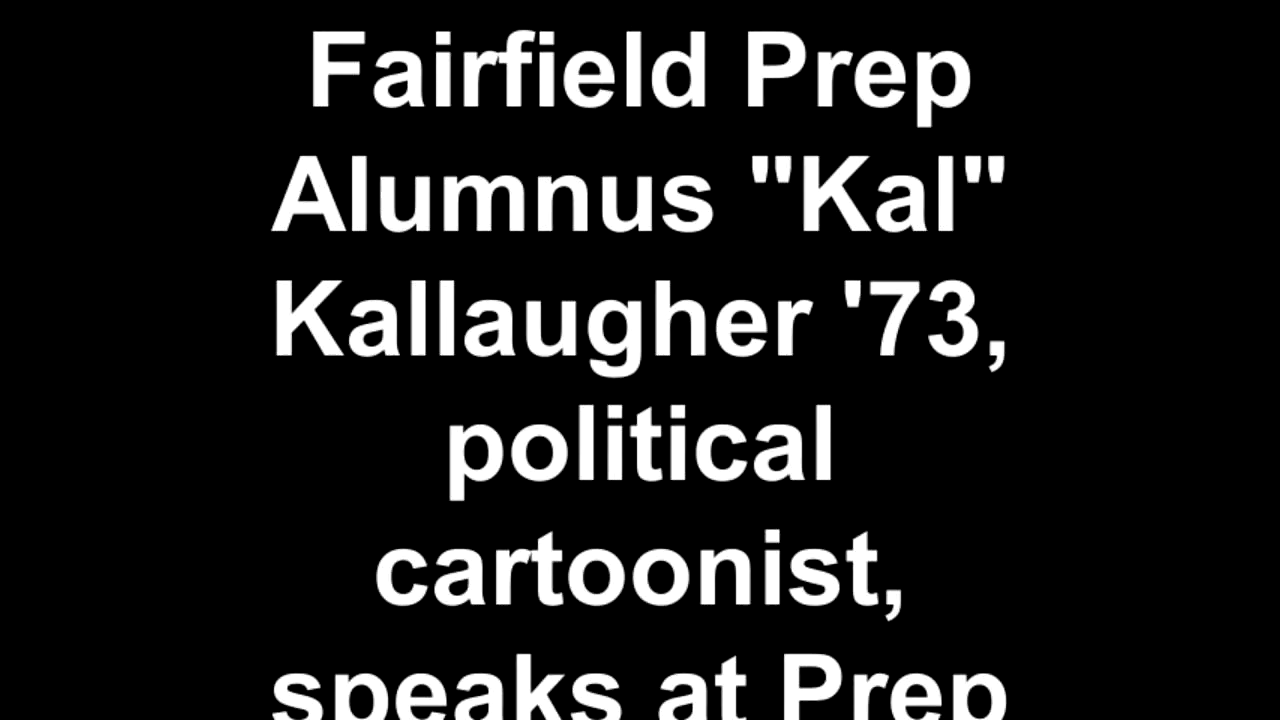 Fairfield Prep
Alumnus "Kal"
Kallaugher '73,
political
cartoonist,
speaks at Prep